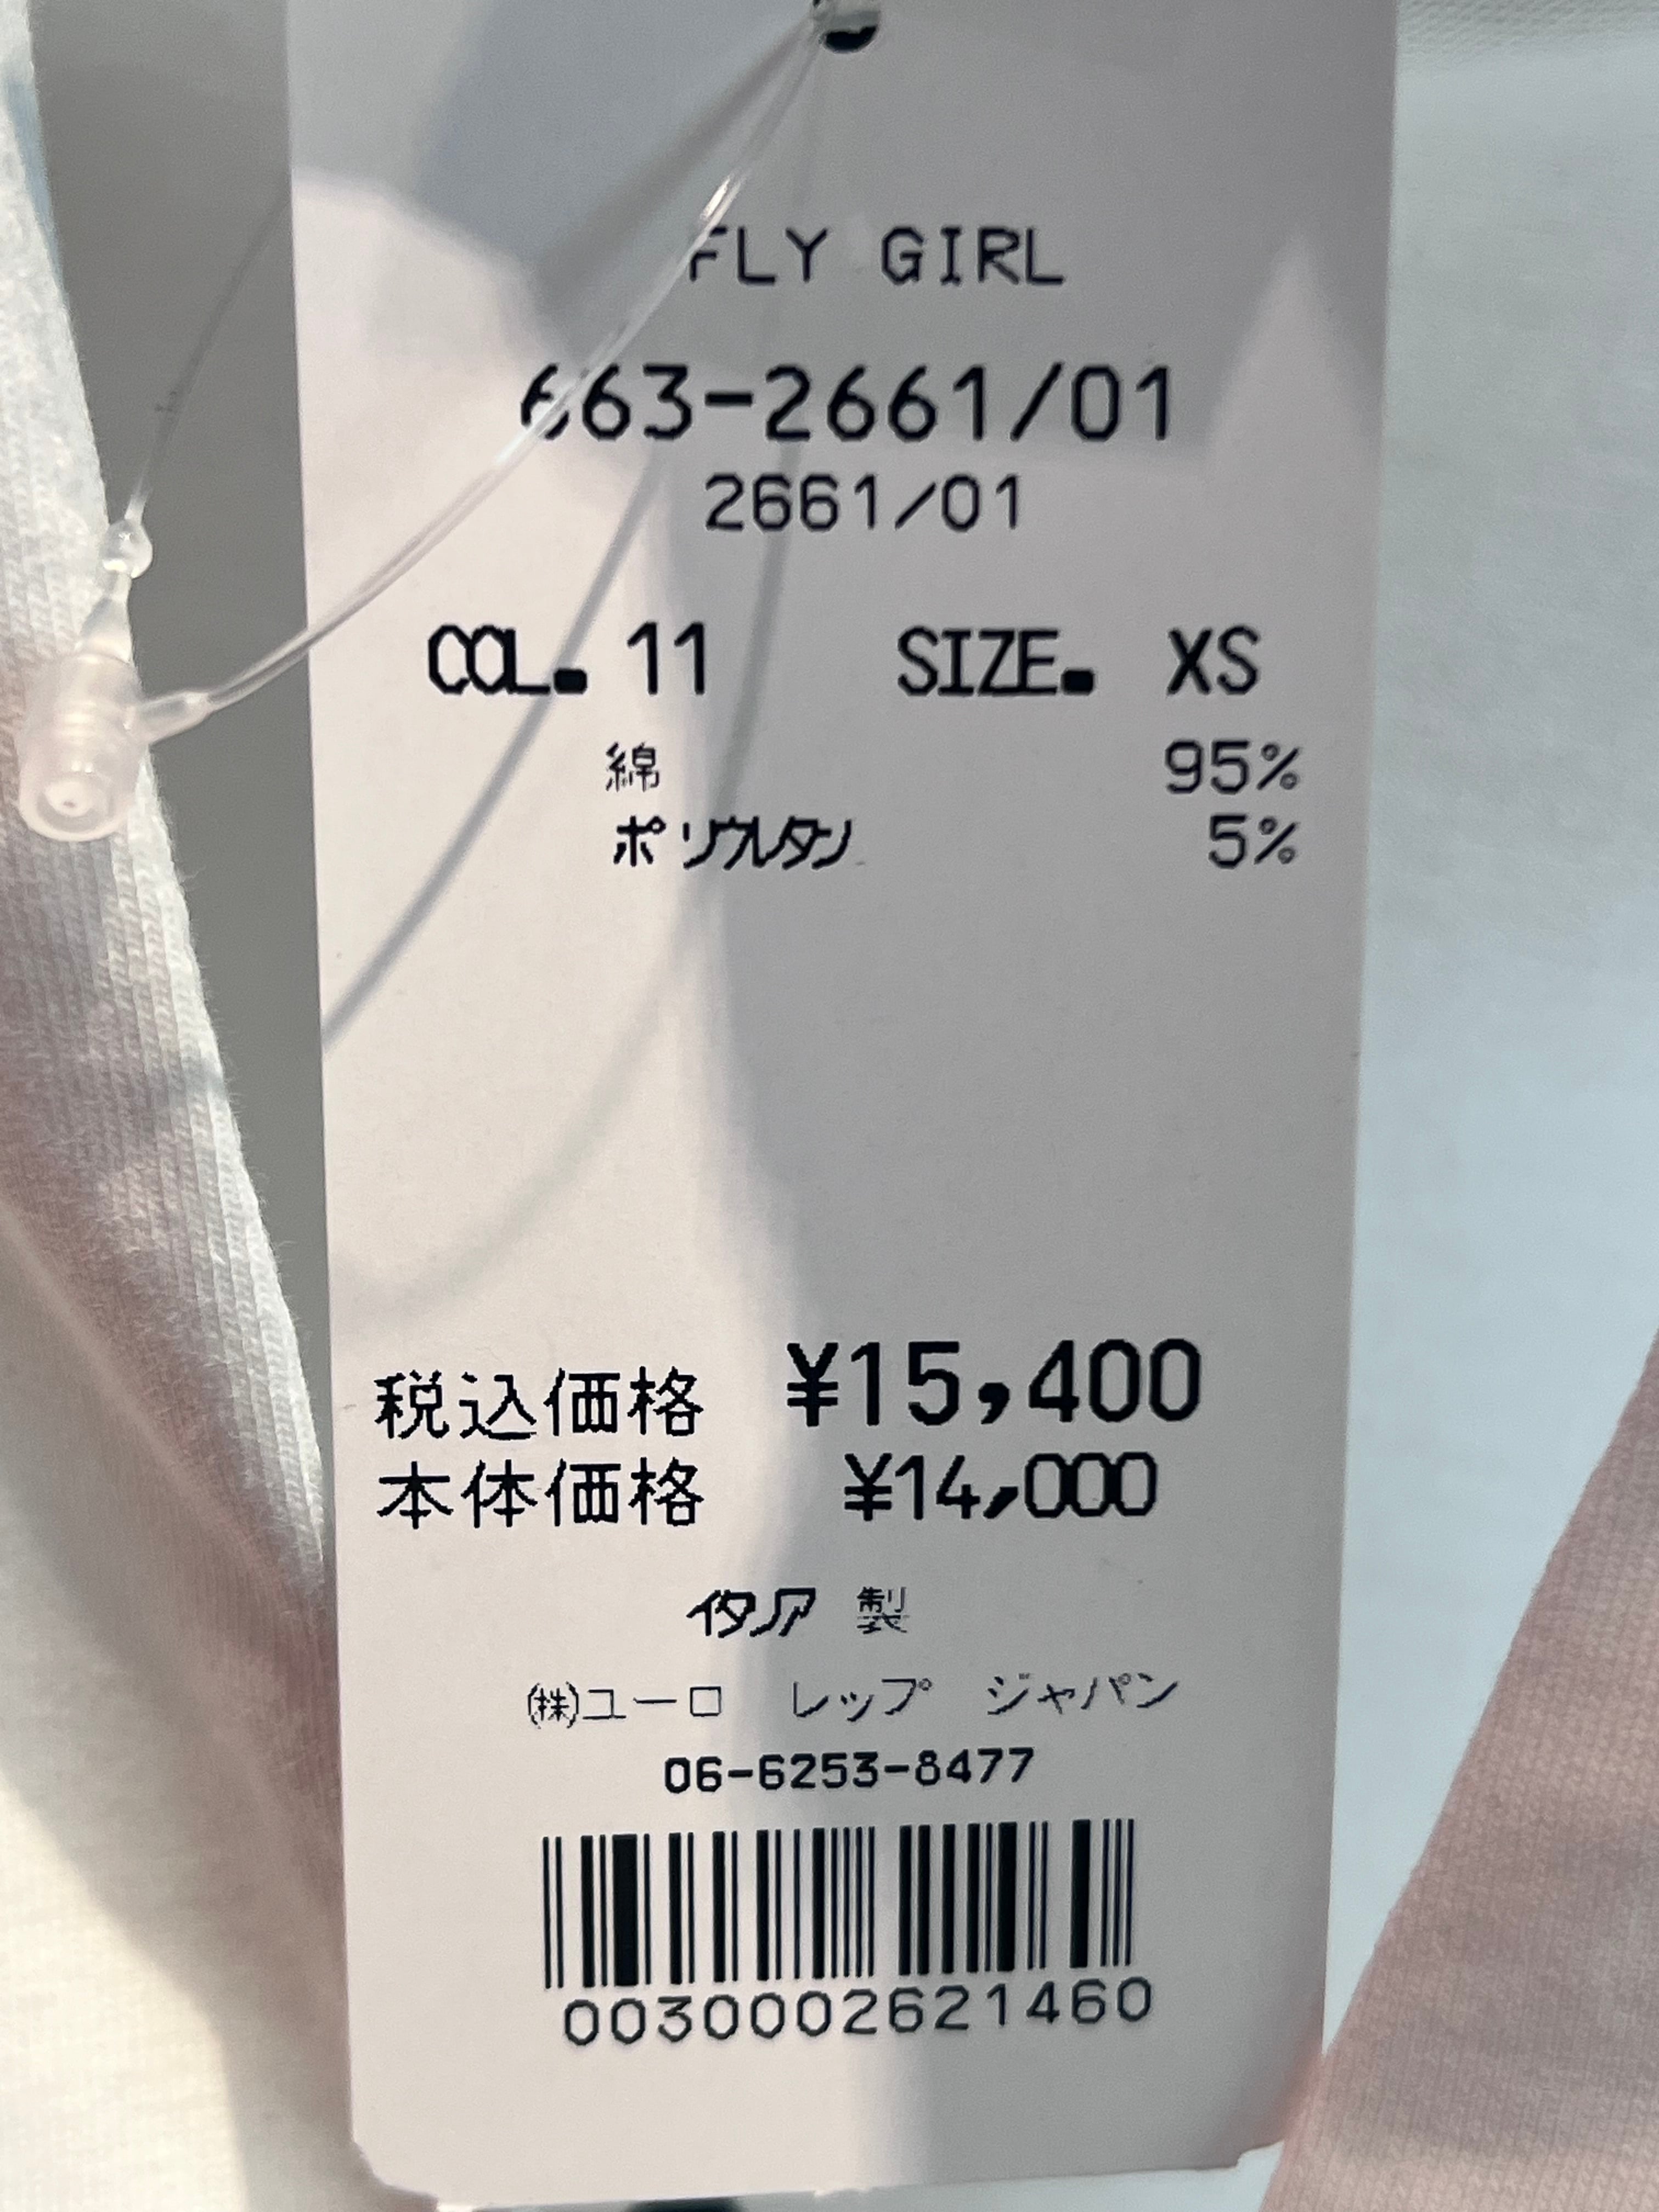 FLY GIRL
663-2661/01
2661/01
COL. 11 SIZE. XS
綿 95%
ポリウレタン 5%
税込価格 ¥15,400
本体価格 ¥14,000
イタリア 製
㈱ユーロ レップ ジャパン
06-6253-8477
0030002621460